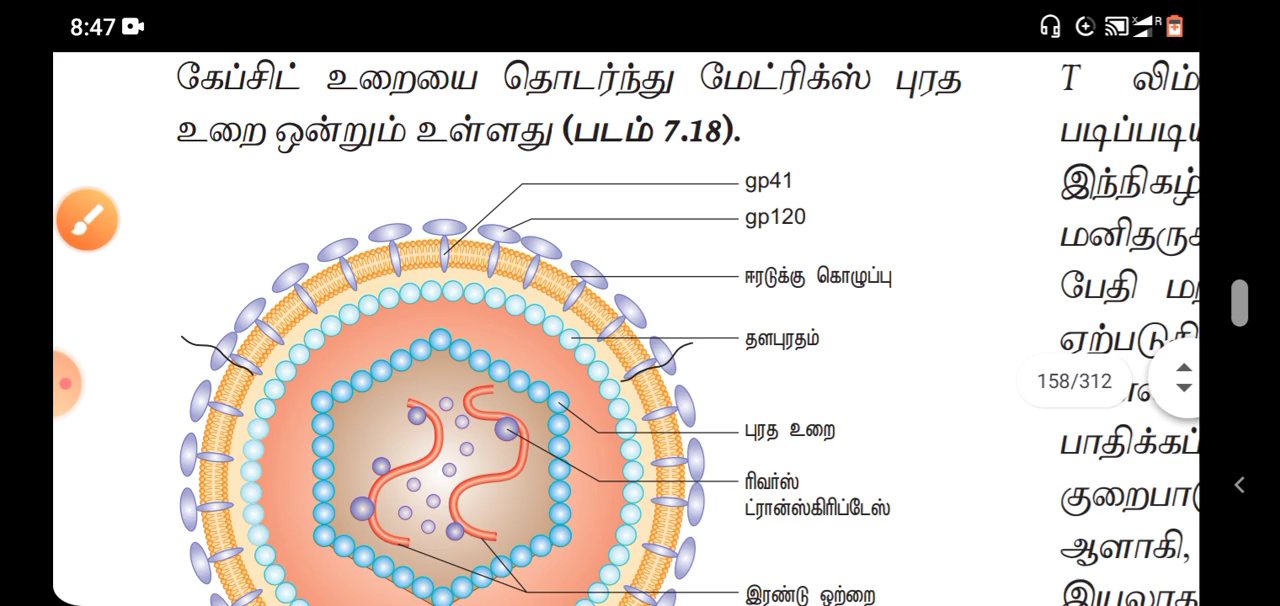 8:47
x R
கேப்சிட் உறையை தொடர்ந்து மேட்ரிக்ஸ் புரத
உறை ஒன்றும் உள்ளது (படம் 7.18).
gp41
gp120
ஈரடுக்கு கொழுப்பு
தளபுரதம்
புரத உறை
ரிவர்ஸ்
ட்ரான்ஸ்கிரிப்டேஸ்
இரண்டு ஒற்றை
T லிம்
படிப்படிய
இந்நிகழ்
மனிதருக
பேதி
ஏற்படுகி
158/312
பாதிக்கப்
குறைபா
ஆளாகி,
இயலாத